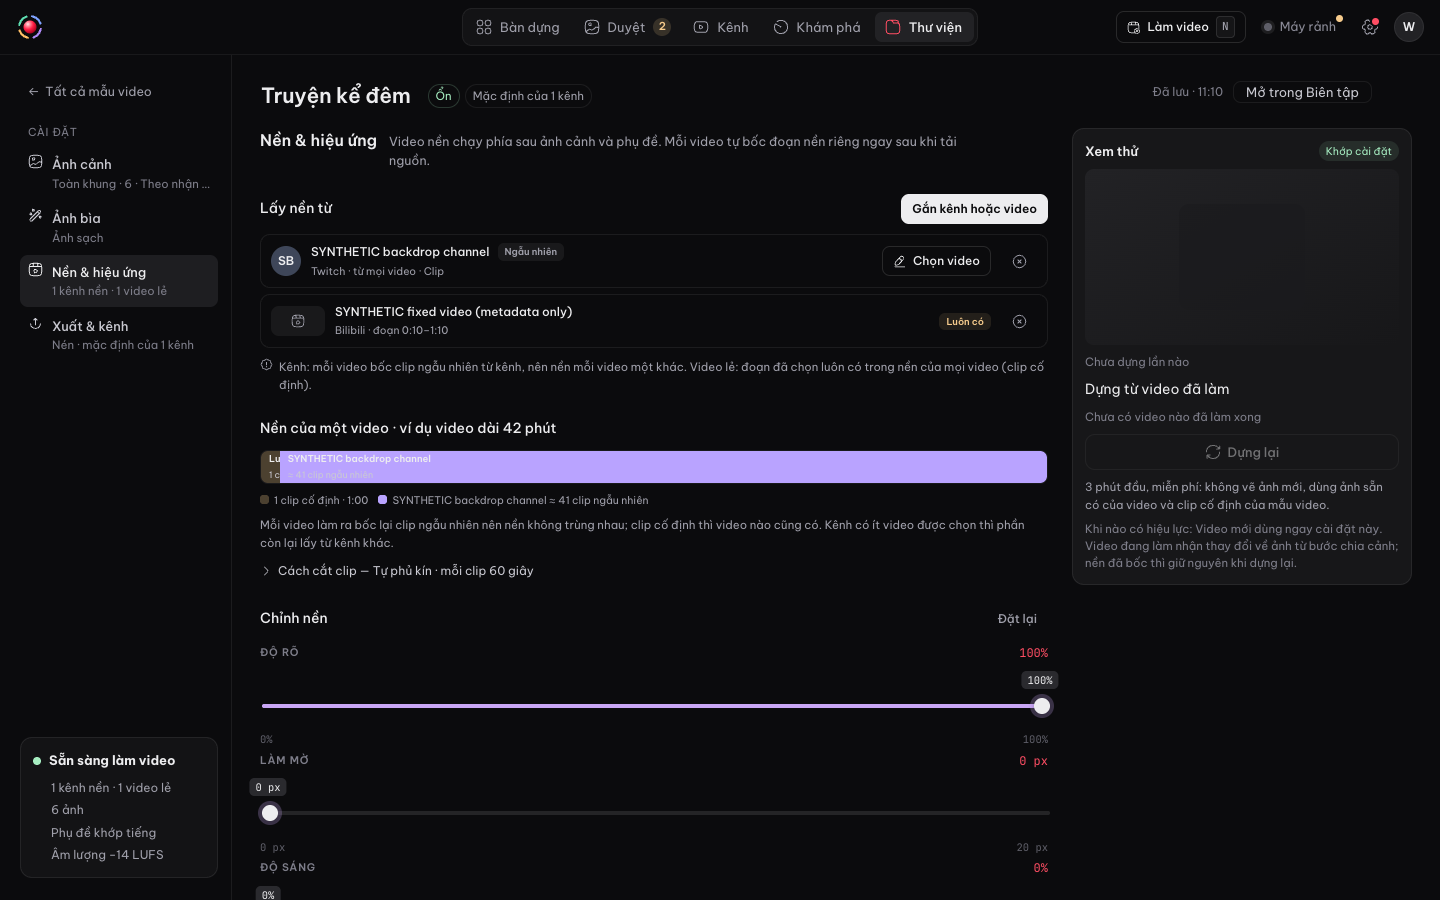 Bàn dựng
Duyệt 2
Kênh
Khám phá
Thư viện
Làm video N
Máy rảnh
W
← Tất cả mẫu video
CÀI ĐẶT
Ảnh cảnh
Toàn khung · 6 · Theo nhận ...
Ảnh bìa
Ảnh sạch
Nền & hiệu ứng
1 kênh nền · 1 video lẻ
Xuất & kênh
Nén · mặc định của 1 kênh
Sẵn sàng làm video
1 kênh nền · 1 video lẻ
6 ảnh
Phụ đề khớp tiếng
Âm lượng -14 LUFS
Truyện kể đêm
Ổn
Mặc định của 1 kênh
Đã lưu · 11:10
Mở trong Biên tập
Nền & hiệu ứng
Video nền chạy phía sau ảnh cảnh và phụ đề. Mỗi video tự bốc đoạn nền riêng ngay sau khi tải
nguồn.
Lấy nền từ
Gắn kênh hoặc video
SB
SYNTHETIC backdrop channel
Ngẫu nhiên
Twitch · từ mọi video · Clip
Chọn video
SYNTHETIC fixed video (metadata only)
Bilibili · đoạn 0:10–1:10
Luôn có
Kênh: mỗi video bốc clip ngẫu nhiên từ kênh, nên nền mỗi video một khác. Video lẻ: đoạn đã chọn luôn có trong nền của mọi video (clip cố
định).
Nền của một video · ví dụ video dài 42 phút
Lu
SYNTHETIC backdrop channel
1 c
≈ 41 clip ngẫu nhiên
1 clip cố định · 1:00
SYNTHETIC backdrop channel ≈ 41 clip ngẫu nhiên
Mỗi video làm ra bốc lại clip ngẫu nhiên nên nền không trùng nhau; clip cố định thì video nào cũng có. Kênh có ít video được chọn thì phần
còn lại lấy từ kênh khác.
Cách cắt clip — Tự phủ kín · mỗi clip 60 giây
Chỉnh nền
Đặt lại
ĐỘ RÕ
100%
100%
0%
100%
LÀM MỜ
0 px
0 px
0 px
20 px
ĐỘ SÁNG
0%
0%
Xem thử
Khớp cài đặt
Chưa dựng lần nào
Dựng từ video đã làm
Chưa có video nào đã làm xong
Dựng lại
3 phút đầu, miễn phí: không vẽ ảnh mới, dùng ảnh sẵn
có của video và clip cố định của mẫu video.
Khi nào có hiệu lực: Video mới dùng ngay cài đặt này.
Video đang làm nhận thay đổi về ảnh từ bước chia cảnh;
nền đã bốc thì giữ nguyên khi dựng lại.